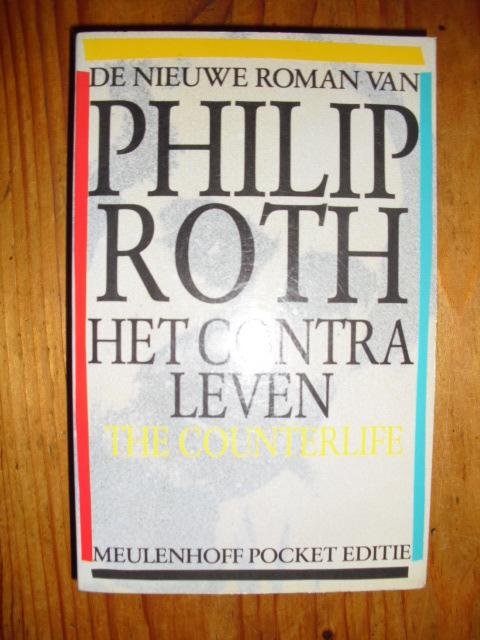 DE NIEUWE ROMAN VAN
PHILIP
ROTH
HET CONTRA
LEVEN
THE COUNTERLIFE
MEULENHOFF POCKET EDITIE